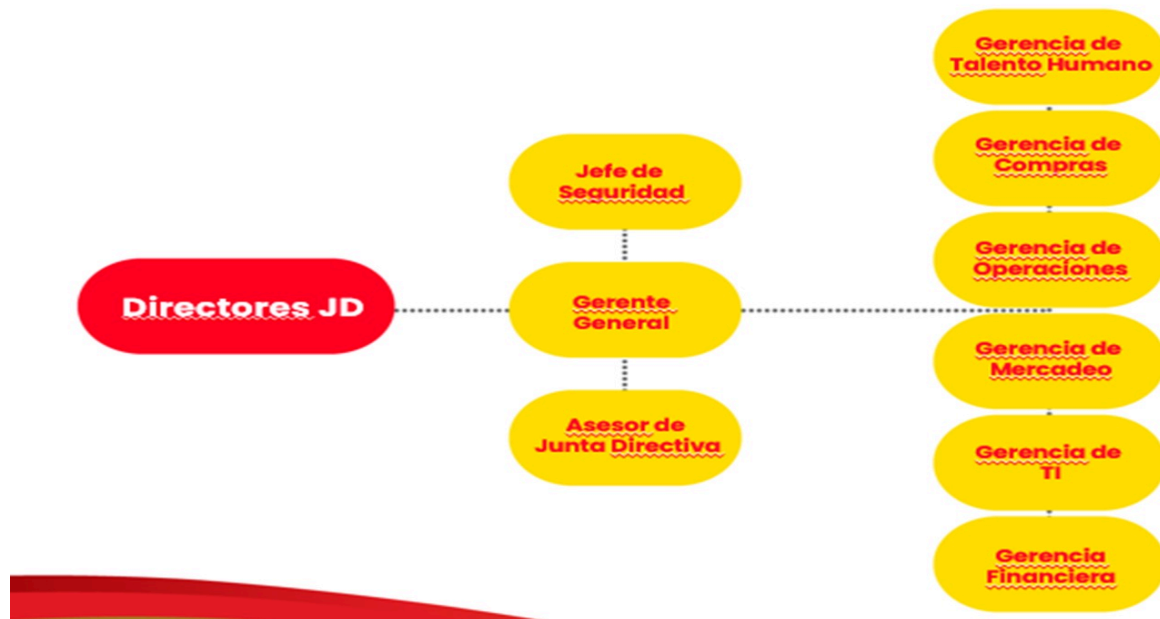 Directores JD
Jefe de
Seguridad
Gerente
General
Asesor de
Junta Directiva
Gerencia de
Talento Humano
Gerencia de
Compras
Gerencia de
Operaciones
Gerencia de
Mercadeo
Gerencia de
TI
Gerencia
Financiera